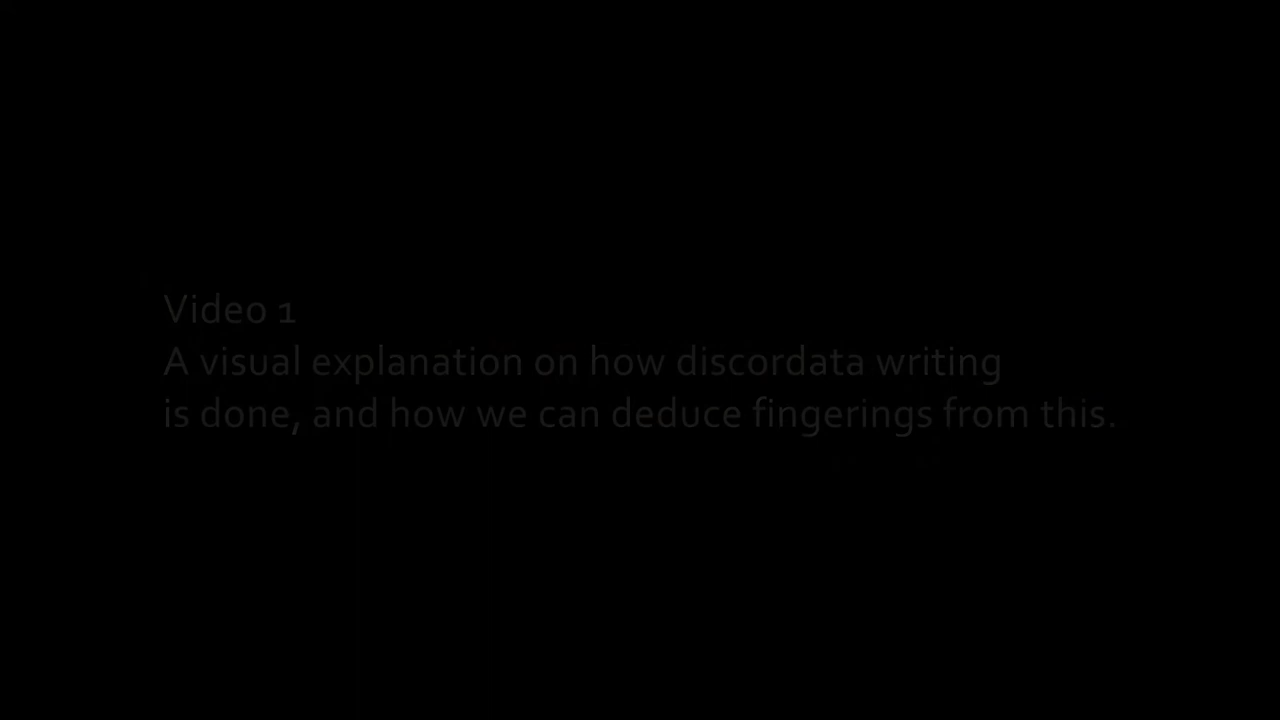 Video 1
A visual explanation on how discordata writing
is done, and how we can deduce fingerings from this.